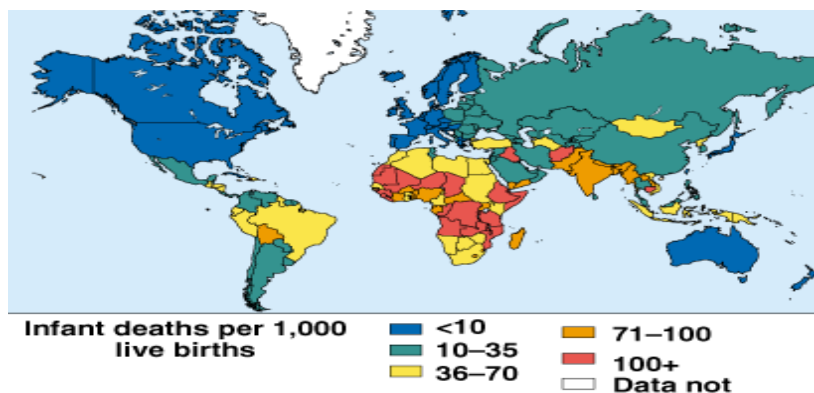 Infant deaths per 1,000
live births
<10
10–35
36–70
71–100
100+
Data not